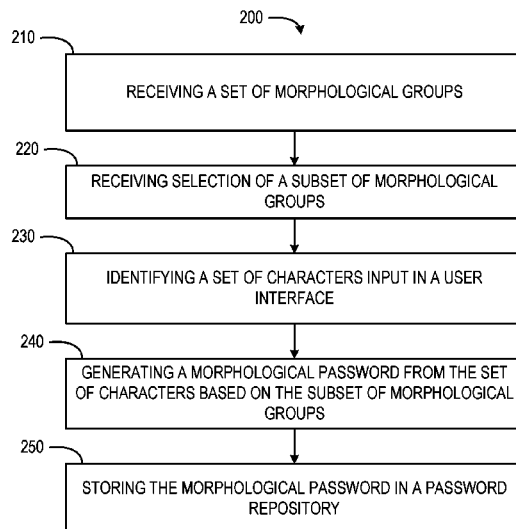 200
210
RECEIVING A SET OF MORPHOLOGICAL GROUPS
220
RECEIVING SELECTION OF A SUBSET OF MORPHOLOGICAL
GROUPS
230
IDENTIFYING A SET OF CHARACTERS INPUT IN A USER
INTERFACE
240
GENERATING A MORPHOLOGICAL PASSWORD FROM THE SET
OF CHARACTERS BASED ON THE SUBSET OF MORPHOLOGICAL
GROUPS
250
STORING THE MORPHOLOGICAL PASSWORD IN A PASSWORD
REPOSITORY